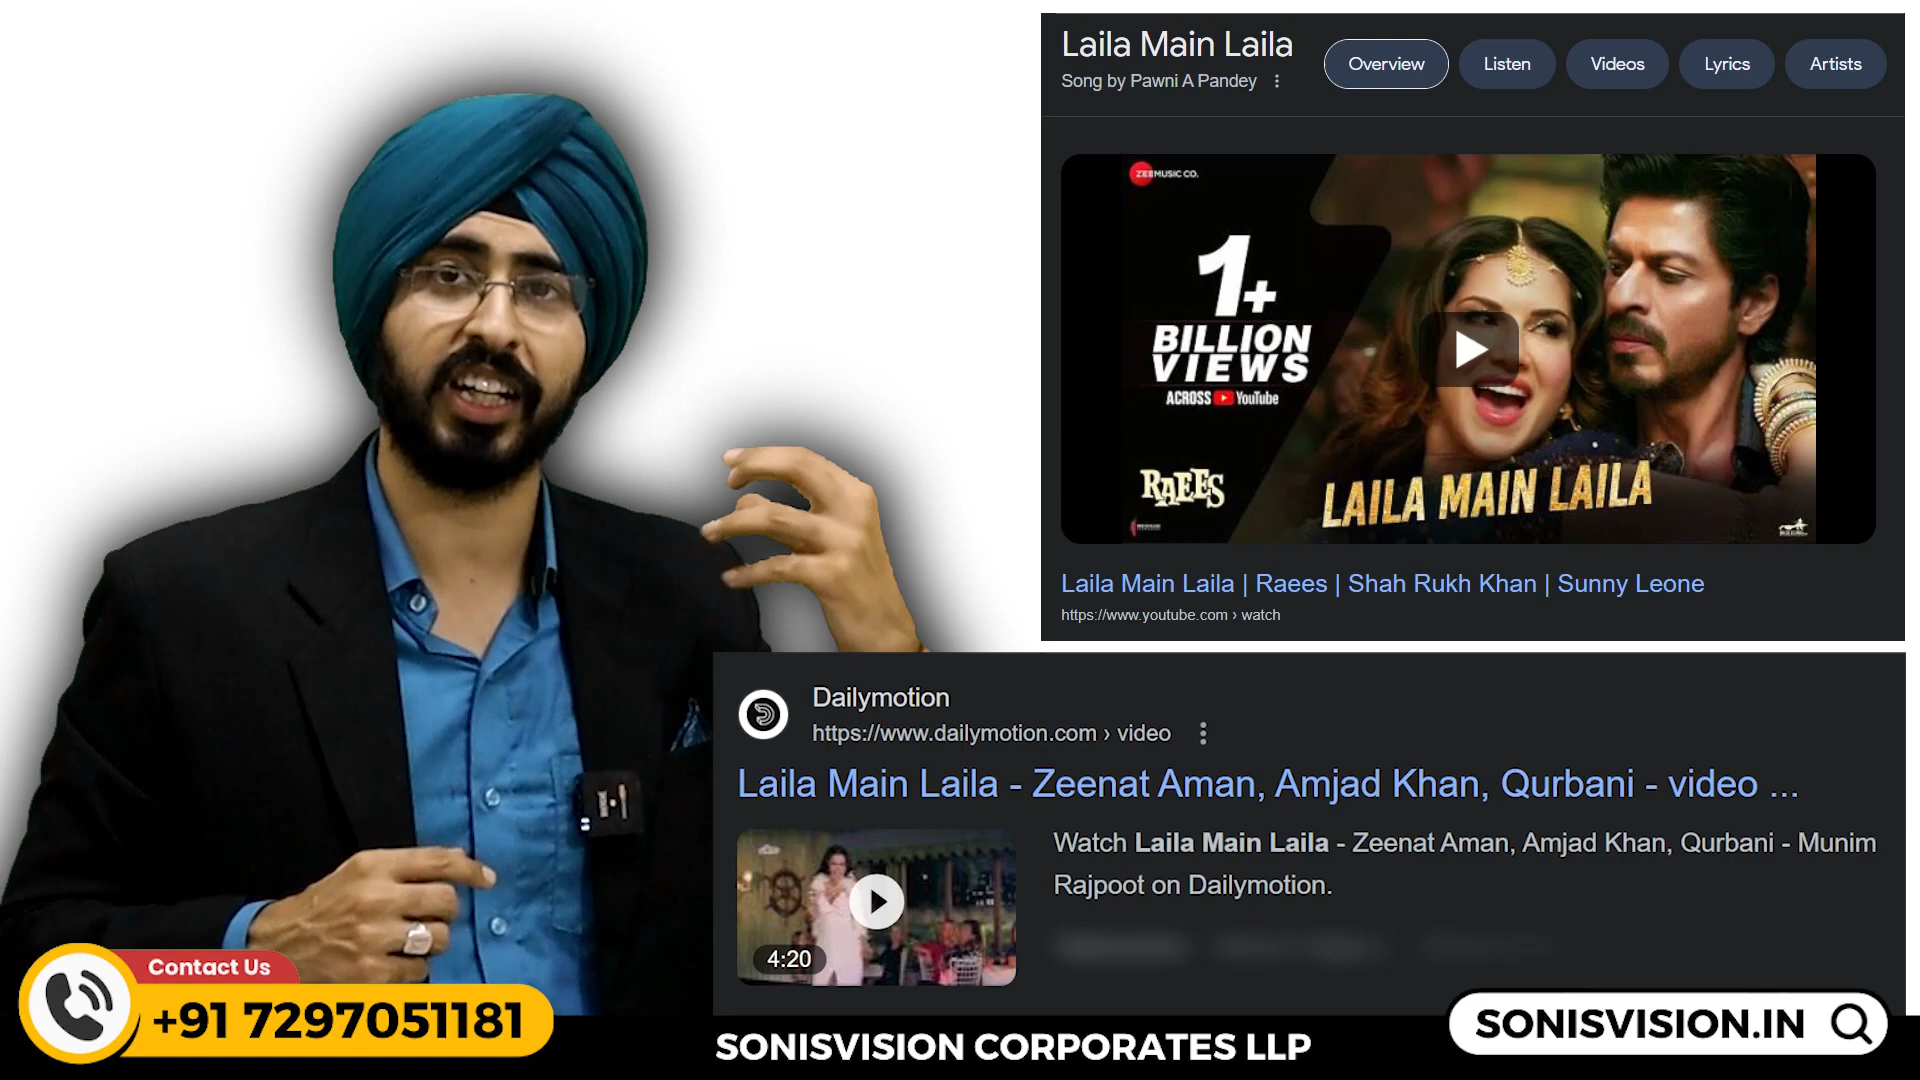 Laila Main Laila
Song by Pawni A Pandey
Overview
Listen
Videos
Lyrics
Artists
ZEE MUSIC CO.
1+
BILLION
VIEWS
ACROSS YouTube
RAEES
LAILA MAIN LAILA
Laila Main Laila | Raees | Shah Rukh Khan | Sunny Leone
https://www.youtube.com › watch
Dailymotion
https://www.dailymotion.com › video
Laila Main Laila - Zeenat Aman, Amjad Khan, Qurbani - video ...
Watch Laila Main Laila - Zeenat Aman, Amjad Khan, Qurbani - Munim
Rajpoot on Dailymotion.
4:20
Contact Us
+91 7297051181
SONISVISION CORPORATES LLP
SONISVISION.IN